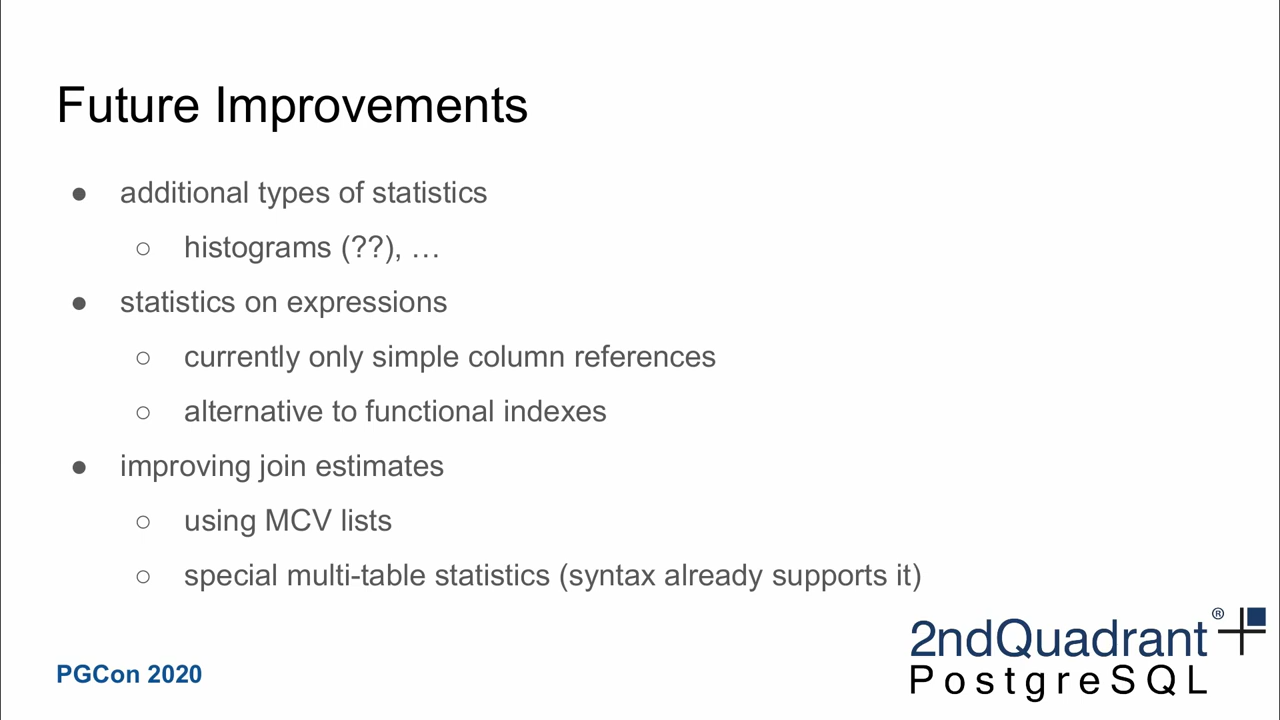 Future Improvements
● additional types of statistics
○ histograms (??), …
● statistics on expressions
○ currently only simple column references
○ alternative to functional indexes
● improving join estimates
○ using MCV lists
○ special multi-table statistics (syntax already supports it)
PGCon 2020
2ndQuadrant®
PostgreSQL